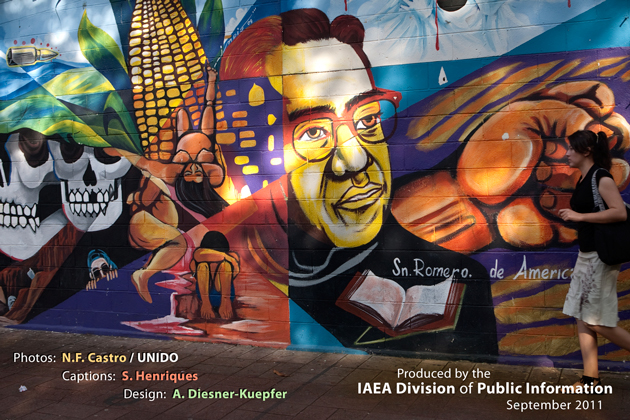 Sn. Romero. de America
Photos: N.F. Castro / UNIDO
Captions: S. Henriques
Design: A. Diesner-Kuepfer
Produced by the
IAEA Division of Public Information
September 2011